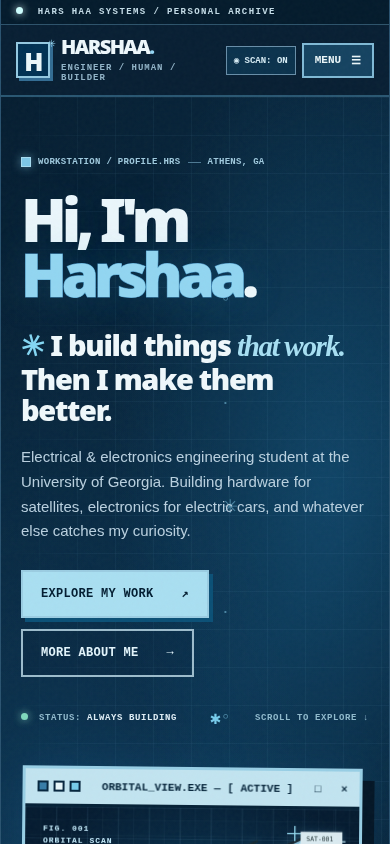 HARS HAA SYSTEMS / PERSONAL ARCHIVE
H
HARSHAA.
ENGINEER / HUMAN /
BUILDER
◉ SCAN: ON
MENU ☰
WORKSTATION / PROFILE.HRS — ATHENS, GA
Hi, I'm
Harshaa.
I build things that work.
Then I make them
better.
Electrical & electronics engineering student at the
University of Georgia. Building hardware for
satellites, electronics for electric cars, and whatever
else catches my curiosity.
EXPLORE MY WORK ↗
MORE ABOUT ME →
STATUS: ALWAYS BUILDING
SCROLL TO EXPLORE ↓
ORBITAL_VIEW.EXE — [ ACTIVE ] □ ×
FIG. 001
ORBITAL SCAN
SAT-001